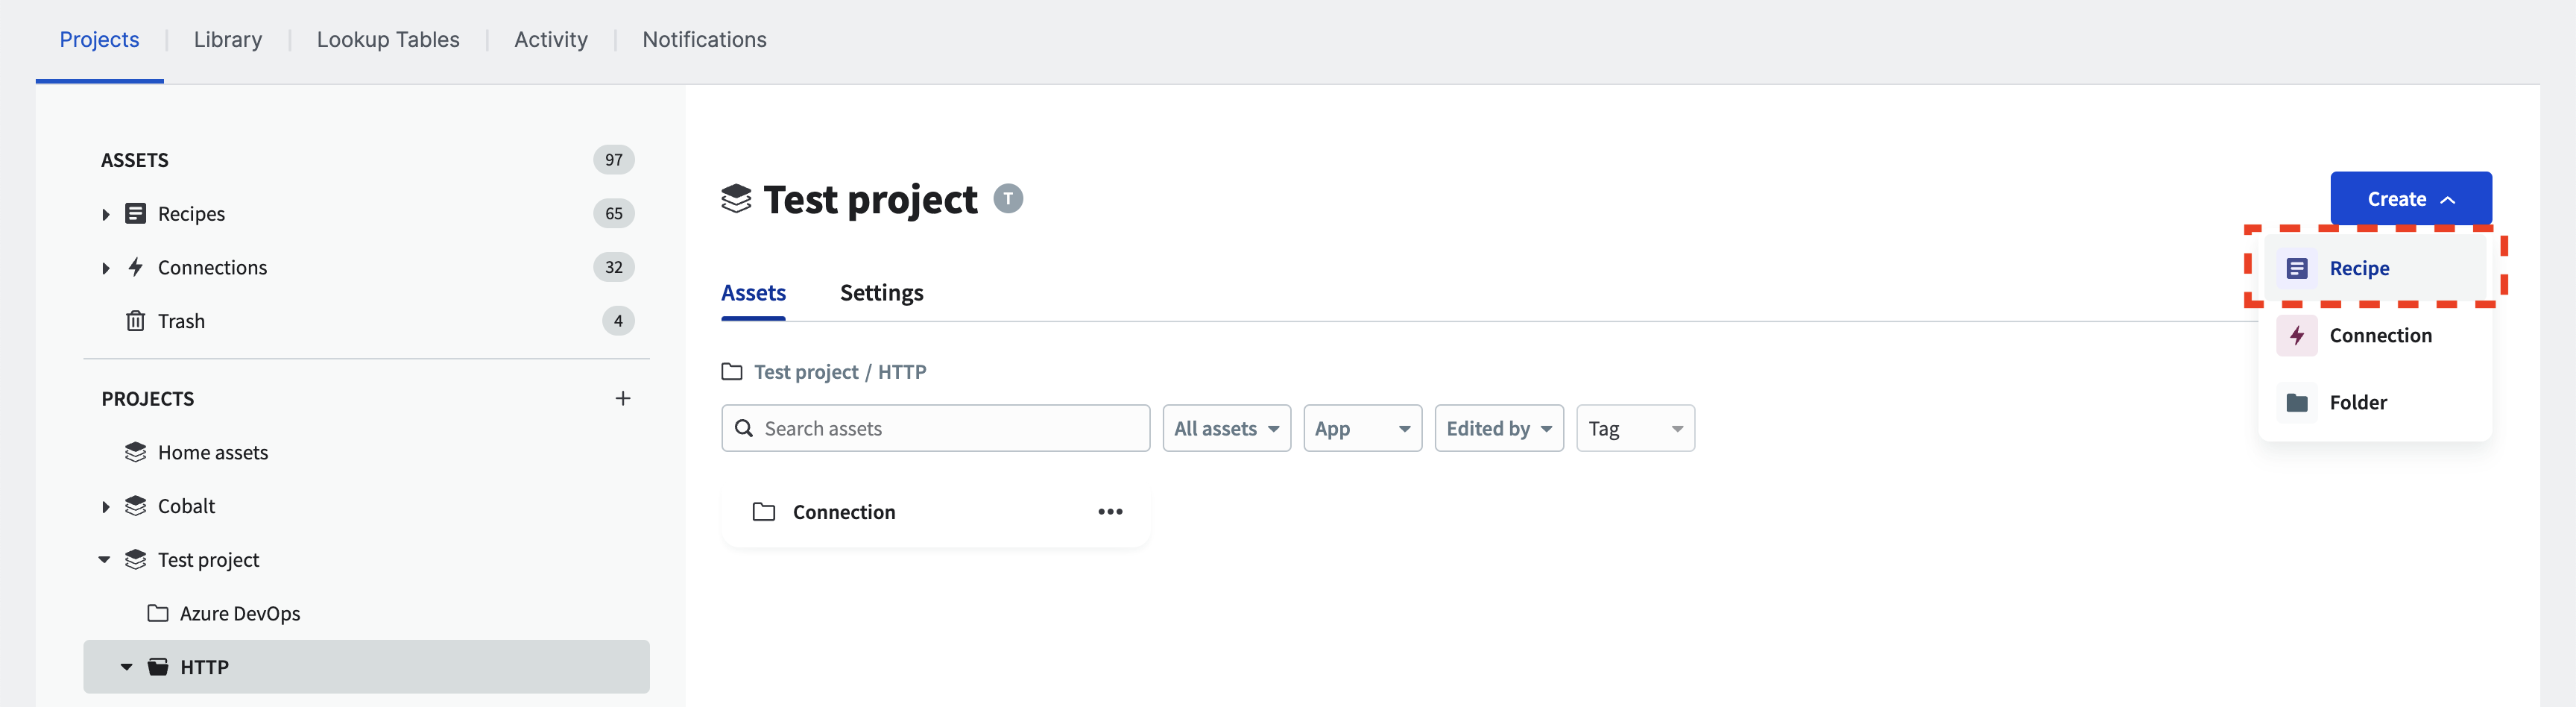 Projects
Library
Lookup Tables
Activity
Notifications
ASSETS 97
Recipes 65
Connections 32
Trash 4
PROJECTS +
Home assets
Cobalt
Test project
Azure DevOps
HTTP
Test project T
Create
Recipe
Connection
Folder
Assets
Settings
Test project / HTTP
Search assets
All assets
App
Edited by
Tag
Connection